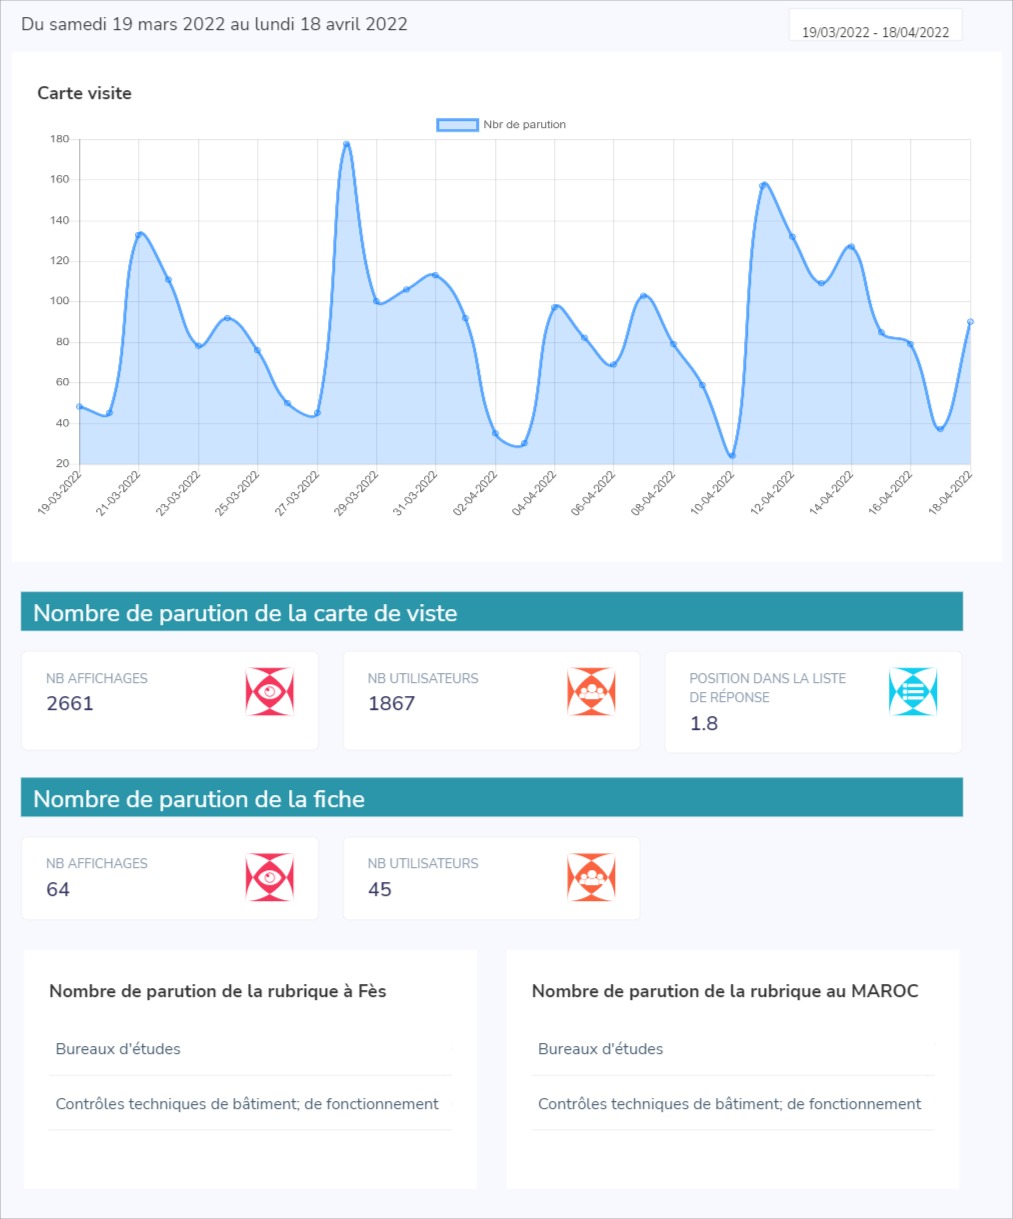 Du samedi 19 mars 2022 au lundi 18 avril 2022
19/03/2022 - 18/04/2022
Carte visite
Nbr de parution
180
160
140
120
100
80
60
40
20
19-03-2022
21-03-2022
23-03-2022
25-03-2022
27-03-2022
29-03-2022
31-03-2022
02-04-2022
04-04-2022
06-04-2022
08-04-2022
10-04-2022
12-04-2022
14-04-2022
16-04-2022
18-04-2022
Nombre de parution de la carte de viste
NB AFFICHAGES
2661
NB UTILISATEURS
1867
POSITION DANS LA LISTE
DE RÉPONSE
1.8
Nombre de parution de la fiche
NB AFFICHAGES
64
NB UTILISATEURS
45
Nombre de parution de la rubrique à Fès
Bureaux d'études
Contrôles techniques de bâtiment; de fonctionnement
Nombre de parution de la rubrique au MAROC
Bureaux d'études
Contrôles techniques de bâtiment; de fonctionnement